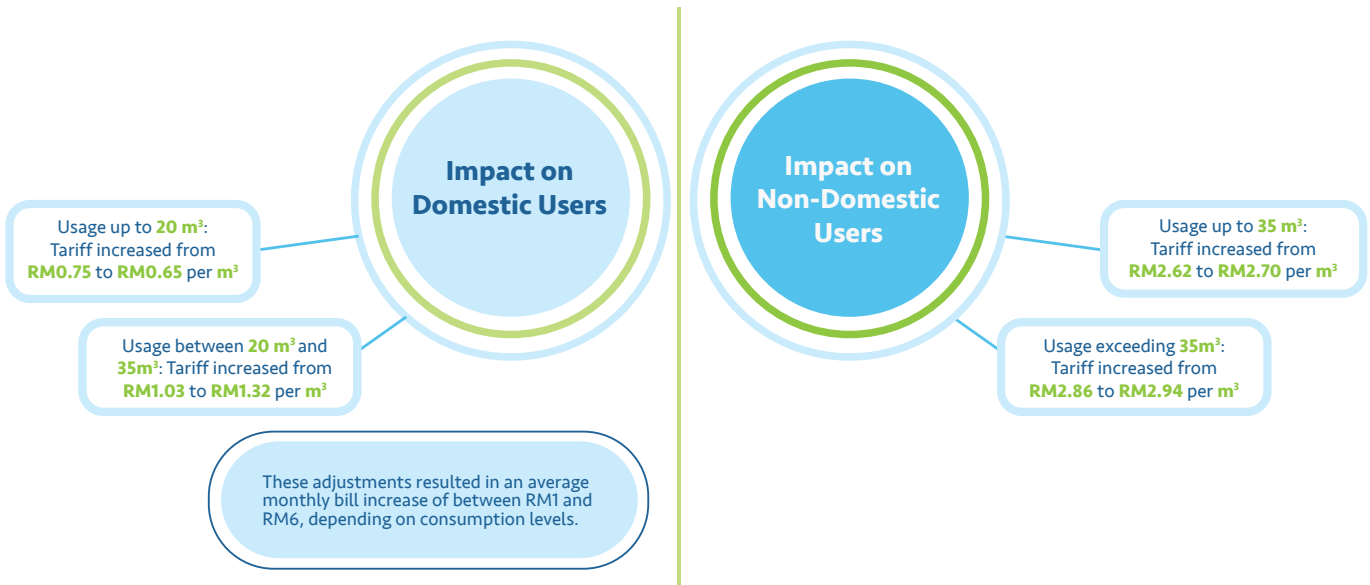 Impact on
Domestic Users
Usage up to 20 m³:
Tariff increased from
RM0.75 to RM0.65 per m³
Usage between 20 m³ and
35m³: Tariff increased from
RM1.03 to RM1.32 per m³
These adjustments resulted in an average
monthly bill increase of between RM1 and
RM6, depending on consumption levels.
Impact on
Non-Domestic
Users
Usage up to 35 m³:
Tariff increased from
RM2.62 to RM2.70 per m³
Usage exceeding 35m³:
Tariff increased from
RM2.86 to RM2.94 per m³